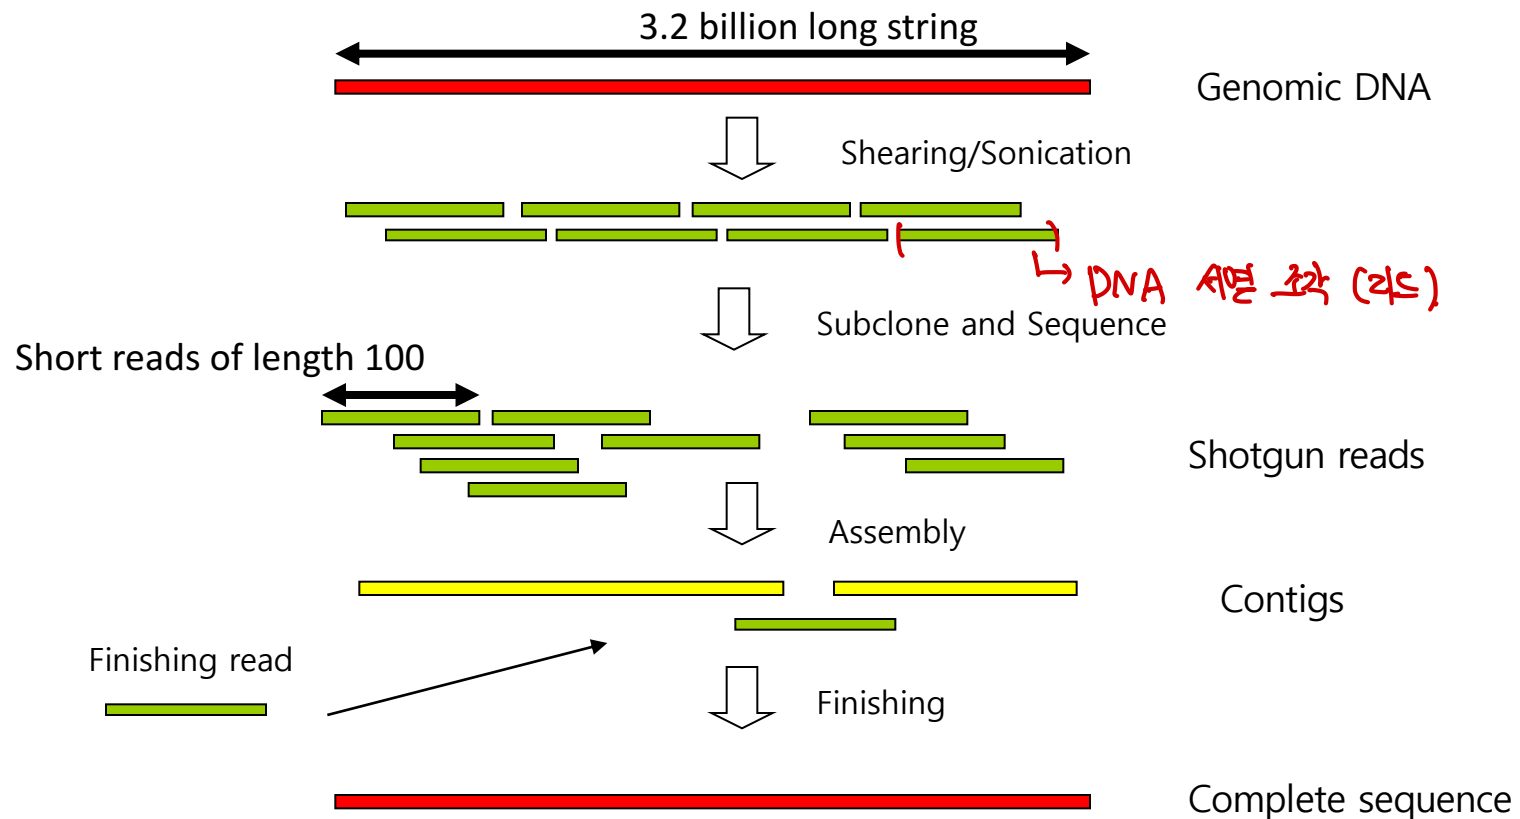 3.2 billion long string
Genomic DNA
Shearing/Sonication
DNA 서열 조각 (리드)
Subclone and Sequence
Short reads of length 100
Shotgun reads
Assembly
Contigs
Finishing read
Finishing
Complete sequence